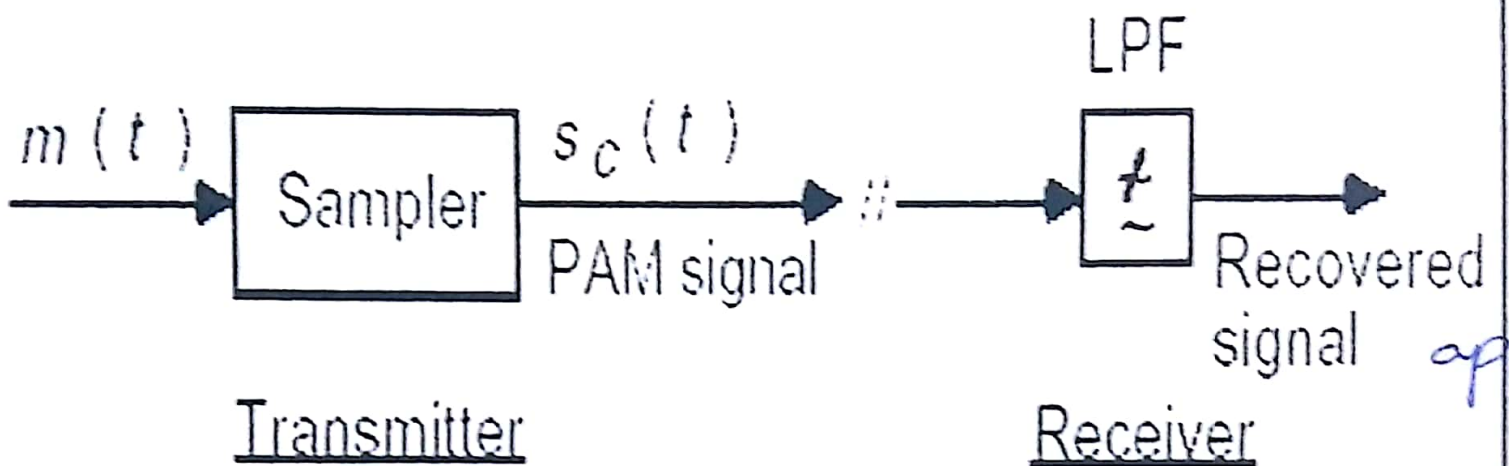 LPF
m ( t )
Sampler
s c ( t )
PAM signal
Recovered
signal
Transmitter
Receiver